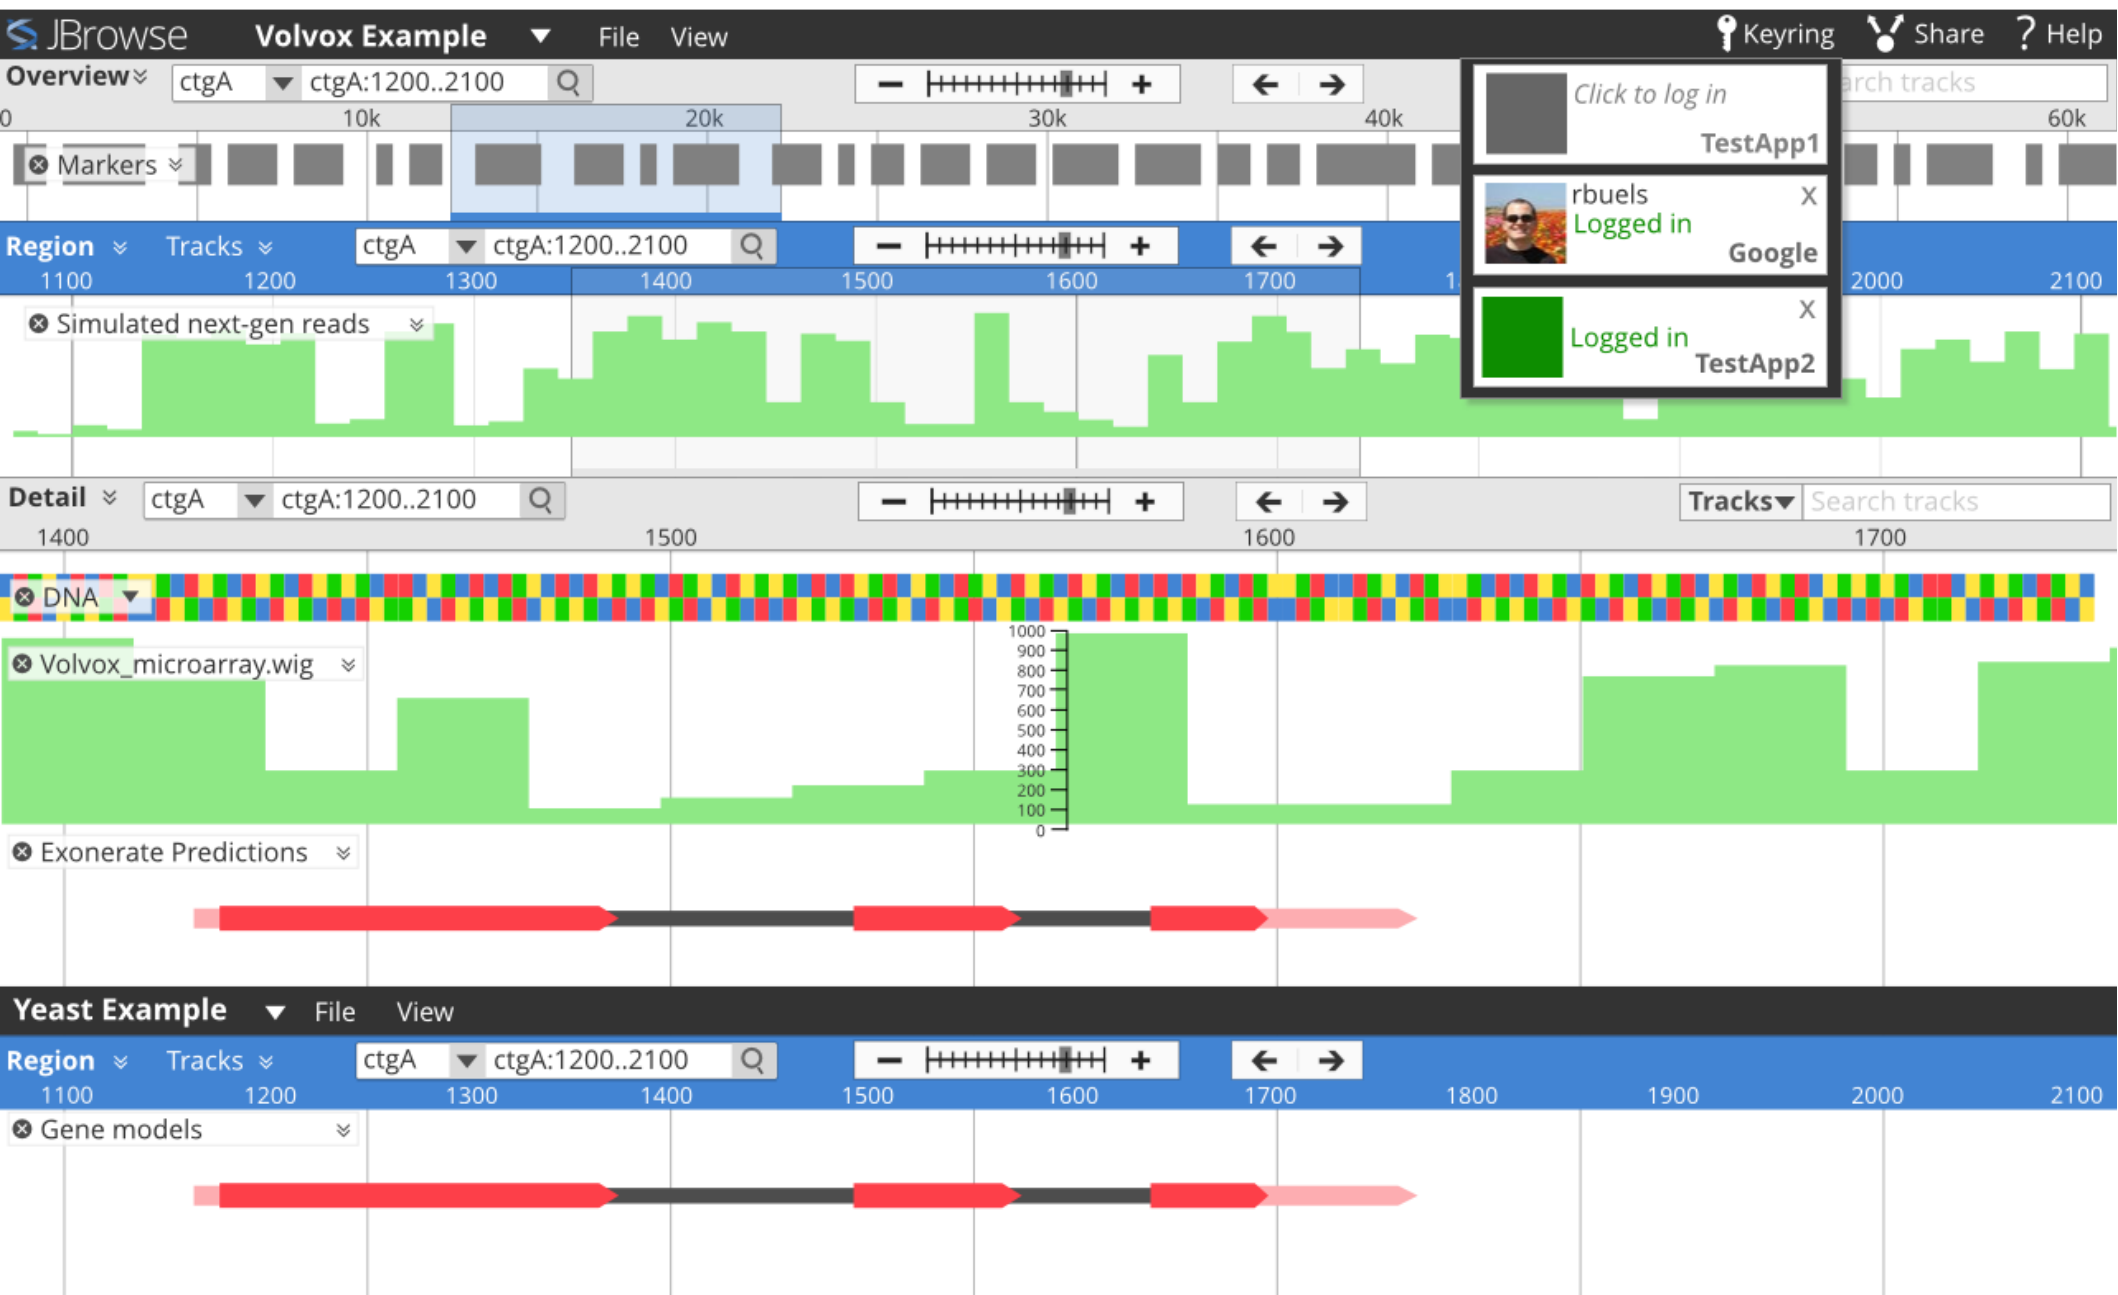 JBrowse Volvox Example File View Keyring Share Help
Overview ctgA ctgA:1200..2100 arch tracks
0 10k 20k 30k 40k 60k
Click to log in
TestApp1
Markers
rbuels X
Logged in
Google
Region Tracks ctgA ctgA:1200..2100
1100 1200 1300 1400 1500 1600 1700 2000 2100
Simulated next-gen reads
X
Logged in
TestApp2
Detail ctgA ctgA:1200..2100 Tracks Search tracks
1400 1500 1600 1700
DNA
Volvox_microarray.wig
1000
900
800
700
600
500
400
300
200
100
0
Exonerate Predictions
Yeast Example File View
Region Tracks ctgA ctgA:1200..2100
1100 1200 1300 1400 1500 1600 1700 1800 1900 2000 2100
Gene models